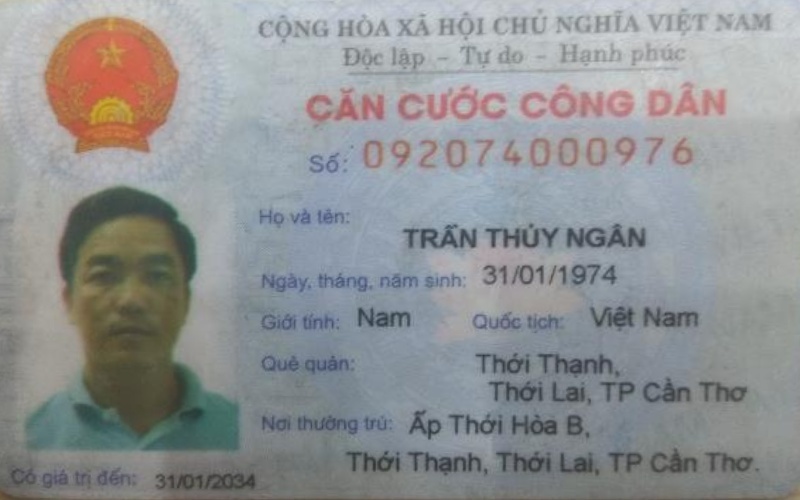 CỘNG HÒA XÃ HỘI CHỦ NGHĨA VIỆT NAM
Độc lập - Tự do - Hạnh phúc
CĂN CƯỚC CÔNG DÂN
Số: 092074000976
Họ và tên:
TRẦN THỦY NGÂN
Ngày, tháng, năm sinh: 31/01/1974
Giới tính: Nam Quốc tịch: Việt Nam
Quê quán: Thới Thạnh,
Thới Lai, TP Cần Thơ
Nơi thường trú: Ấp Thới Hòa B,
Thới Thạnh, Thới Lai, TP Cần Thơ.
Có giá trị đến: 31/01/2034